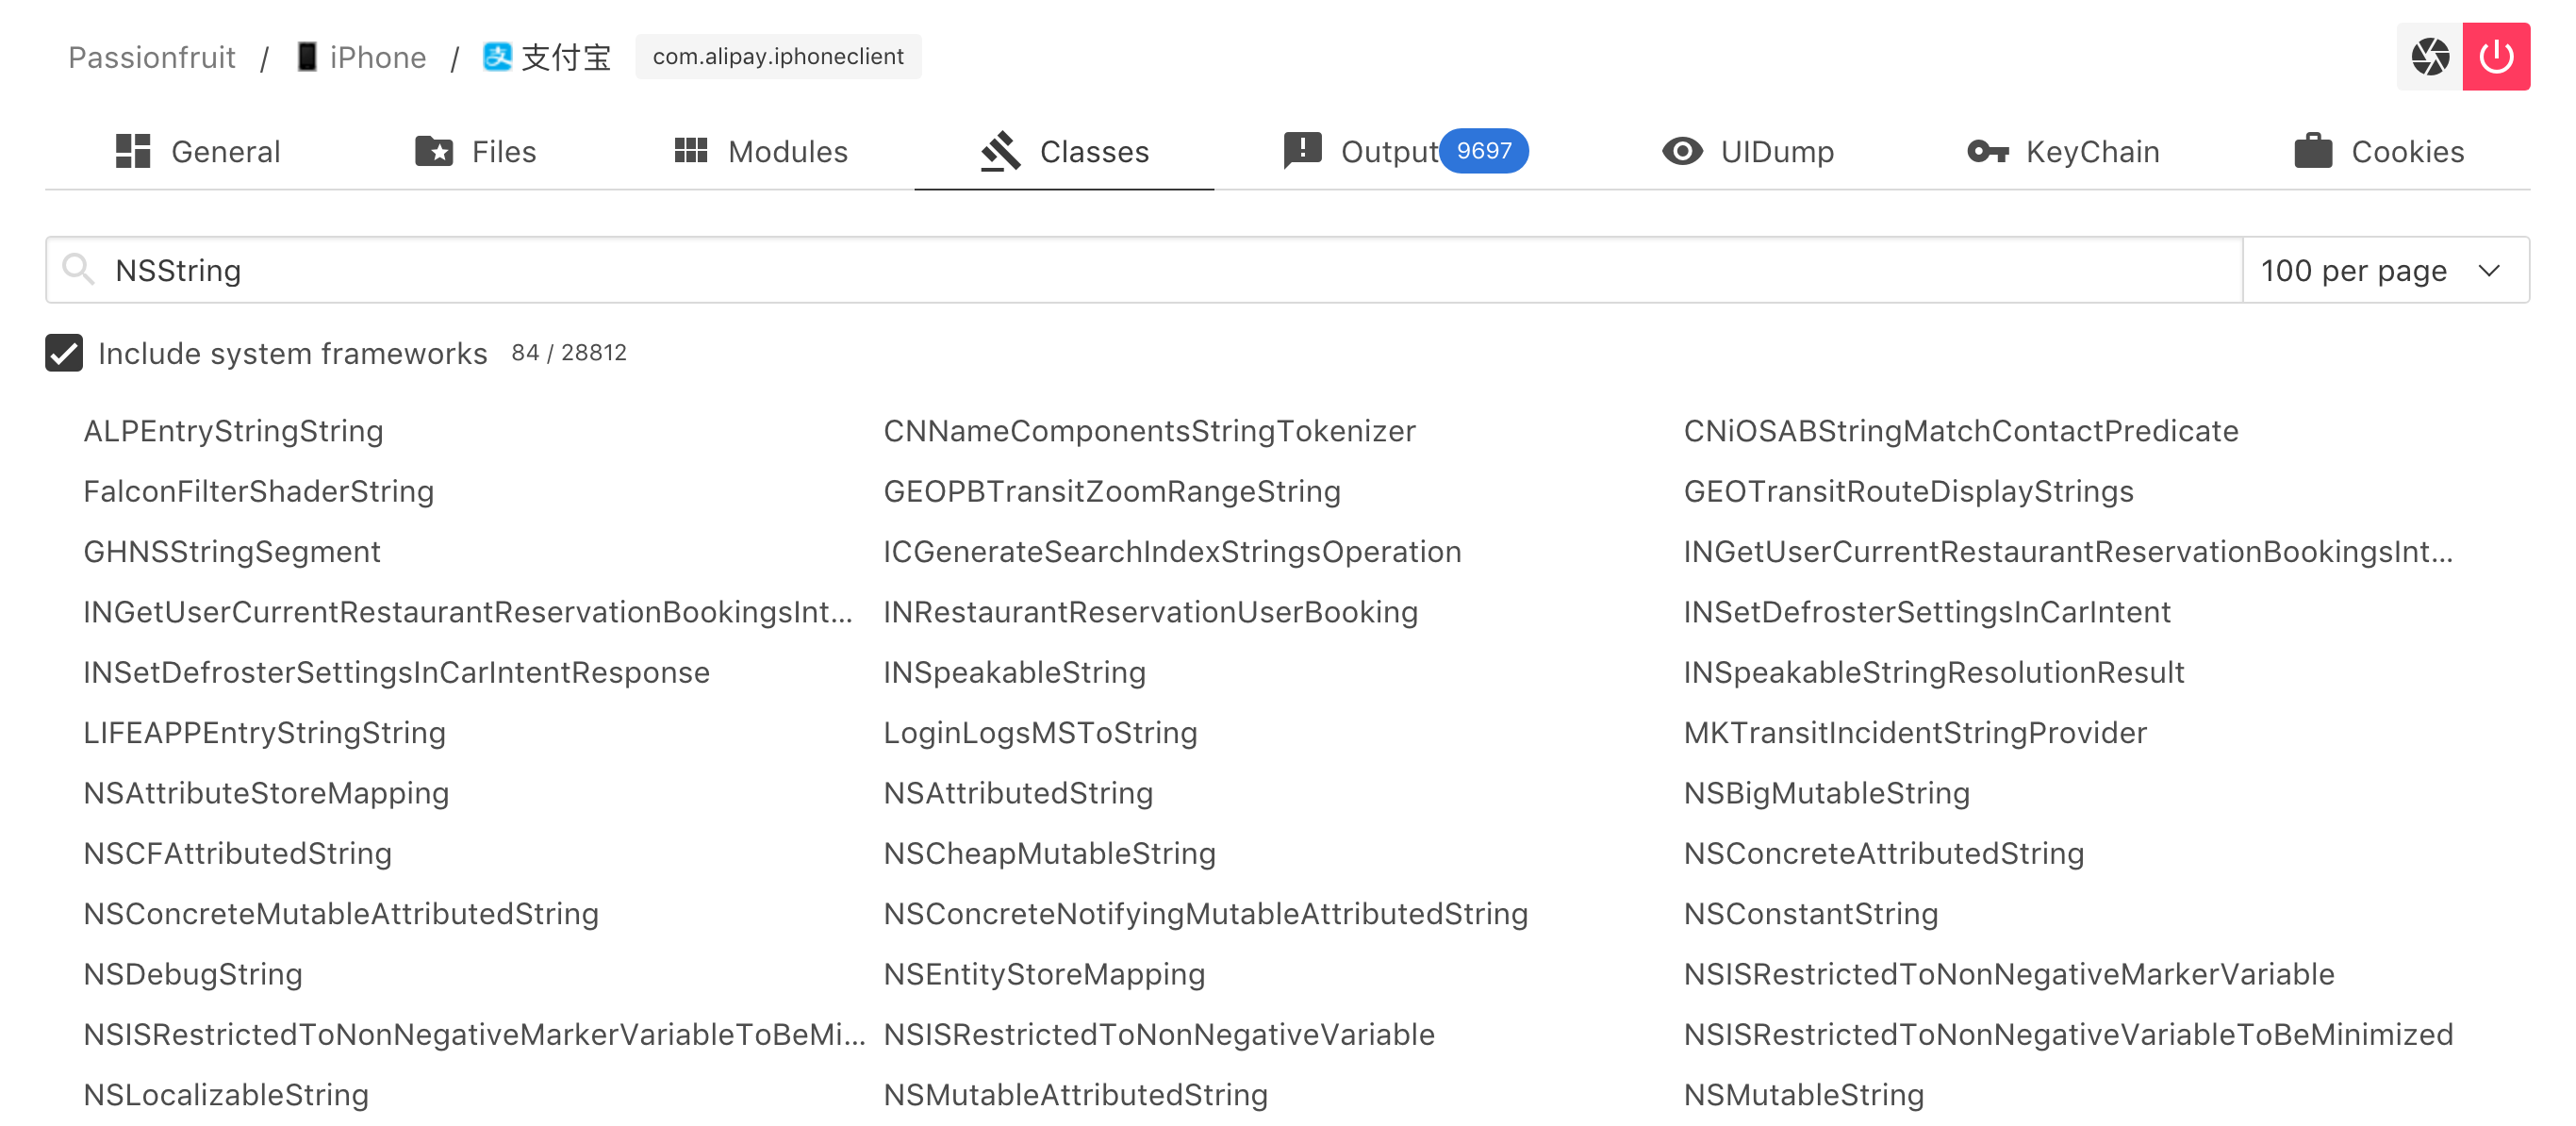 Passionfruit / iPhone / 支付宝 com.alipay.iphoneclient
General Files Modules Classes Output 9697 UIDump KeyChain Cookies
NSString 100 per page
Include system frameworks 84 / 28812
ALPEntryStringString CNNameComponentsStringTokenizer CNiOSABStringMatchContactPredicate
FalconFilterShaderString GEOPBTransitZoomRangeString GEOTransitRouteDisplayStrings
GHNSStringSegment ICGenerateSearchIndexStringsOperation INGetUserCurrentRestaurantReservationBookingsInt...
INGetUserCurrentRestaurantReservationBookingsInt... INRestaurantReservationUserBooking INSetDefrosterSettingsInCarIntent
INSetDefrosterSettingsInCarIntentResponse INSpeakableString INSpeakableStringResolutionResult
LIFEAPPEntryStringString LoginLogsMSToString MKTransitIncidentStringProvider
NSAttributeStoreMapping NSAttributedString NSBigMutableString
NSCFAttributedString NSCheapMutableString NSConcreteAttributedString
NSConcreteMutableAttributedString NSConcreteNotifyingMutableAttributedString NSConstantString
NSDebugString NSEntityStoreMapping NSISRestrictedToNonNegativeMarkerVariable
NSISRestrictedToNonNegativeMarkerVariableToBeMi... NSISRestrictedToNonNegativeVariable NSISRestrictedToNonNegativeVariableToBeMinimized
NSLocalizableString NSMutableAttributedString NSMutableString